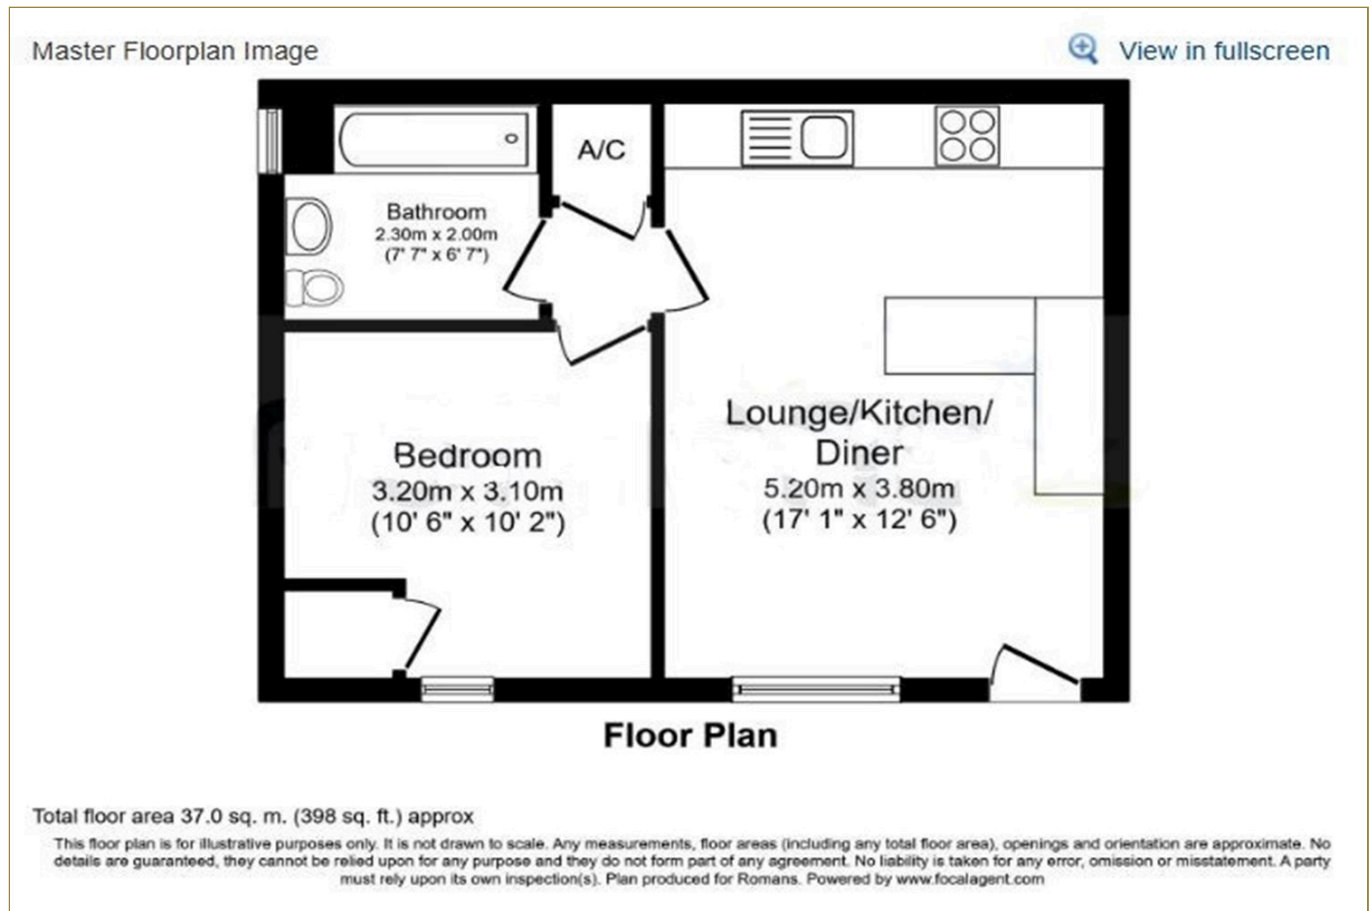 Master Floorplan Image
View in fullscreen
A/C
Bathroom
2.30m x 2.00m
(7' 7" x 6' 7")
Lounge/Kitchen/
Diner
5.20m x 3.80m
(17' 1" x 12' 6")
Bedroom
3.20m x 3.10m
(10' 6" x 10' 2")
Floor Plan
Total floor area 37.0 sq. m. (398 sq. ft.) approx
This floor plan is for illustrative purposes only. It is not drawn to scale. Any measurements, floor areas (including any total floor area), openings and orientation are approximate. No
details are guaranteed, they cannot be relied upon for any purpose and they do not form part of any agreement. No liability is taken for any error, omission or misstatement. A party
must rely upon its own inspection(s). Plan produced for Romans. Powered by www.focalagent.com